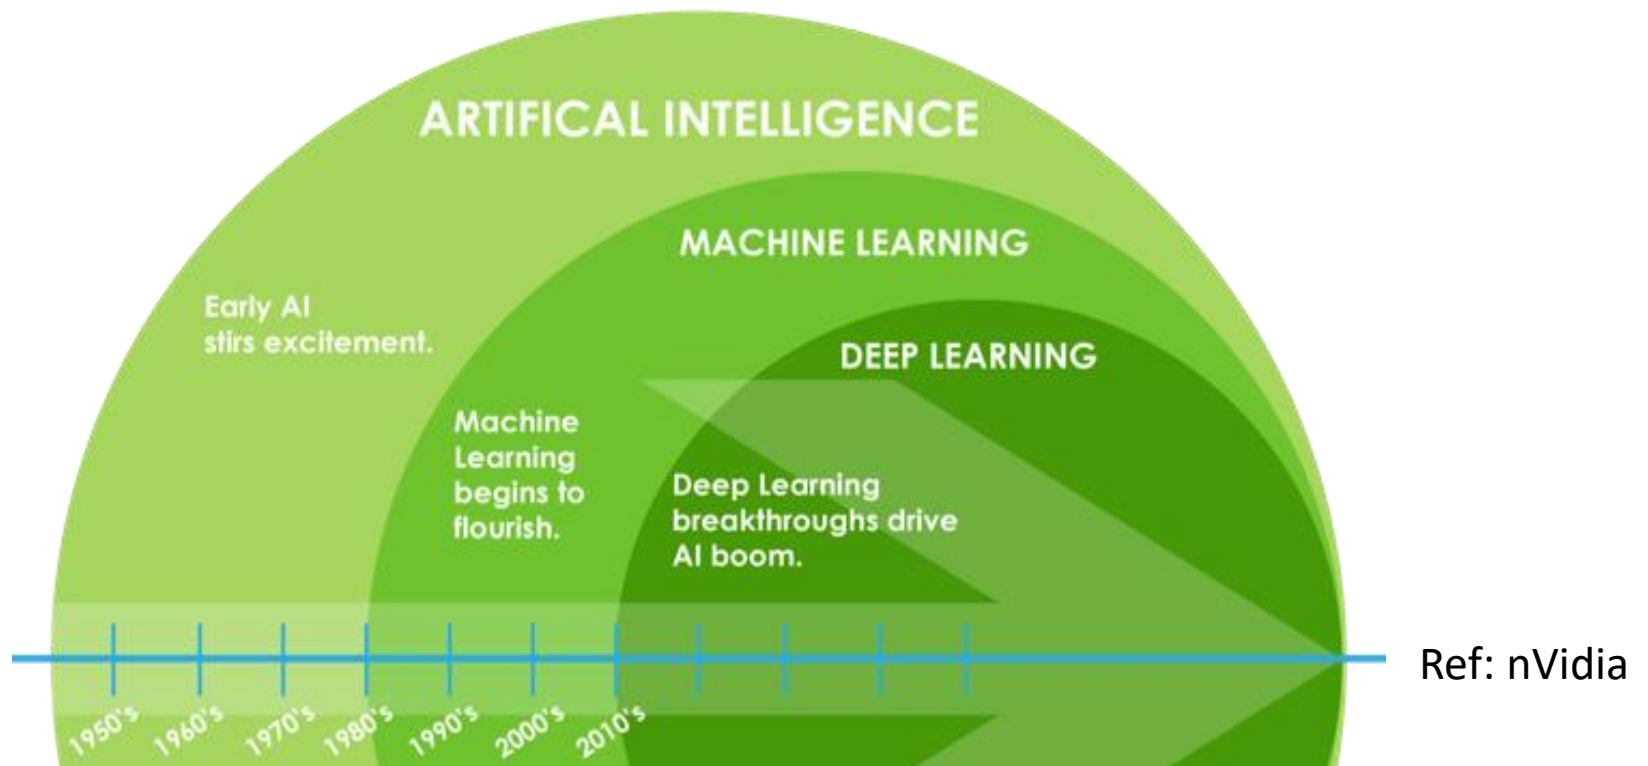 ARTIFICAL INTELLIGENCE
MACHINE LEARNING
Early AI
stirs excitement.
DEEP LEARNING
Machine
Learning
begins to
flourish.
Deep Learning
breakthroughs drive
AI boom.
Ref: nVidia
1950's
1960's
1970's
1980's
1990's
2000's
2010's